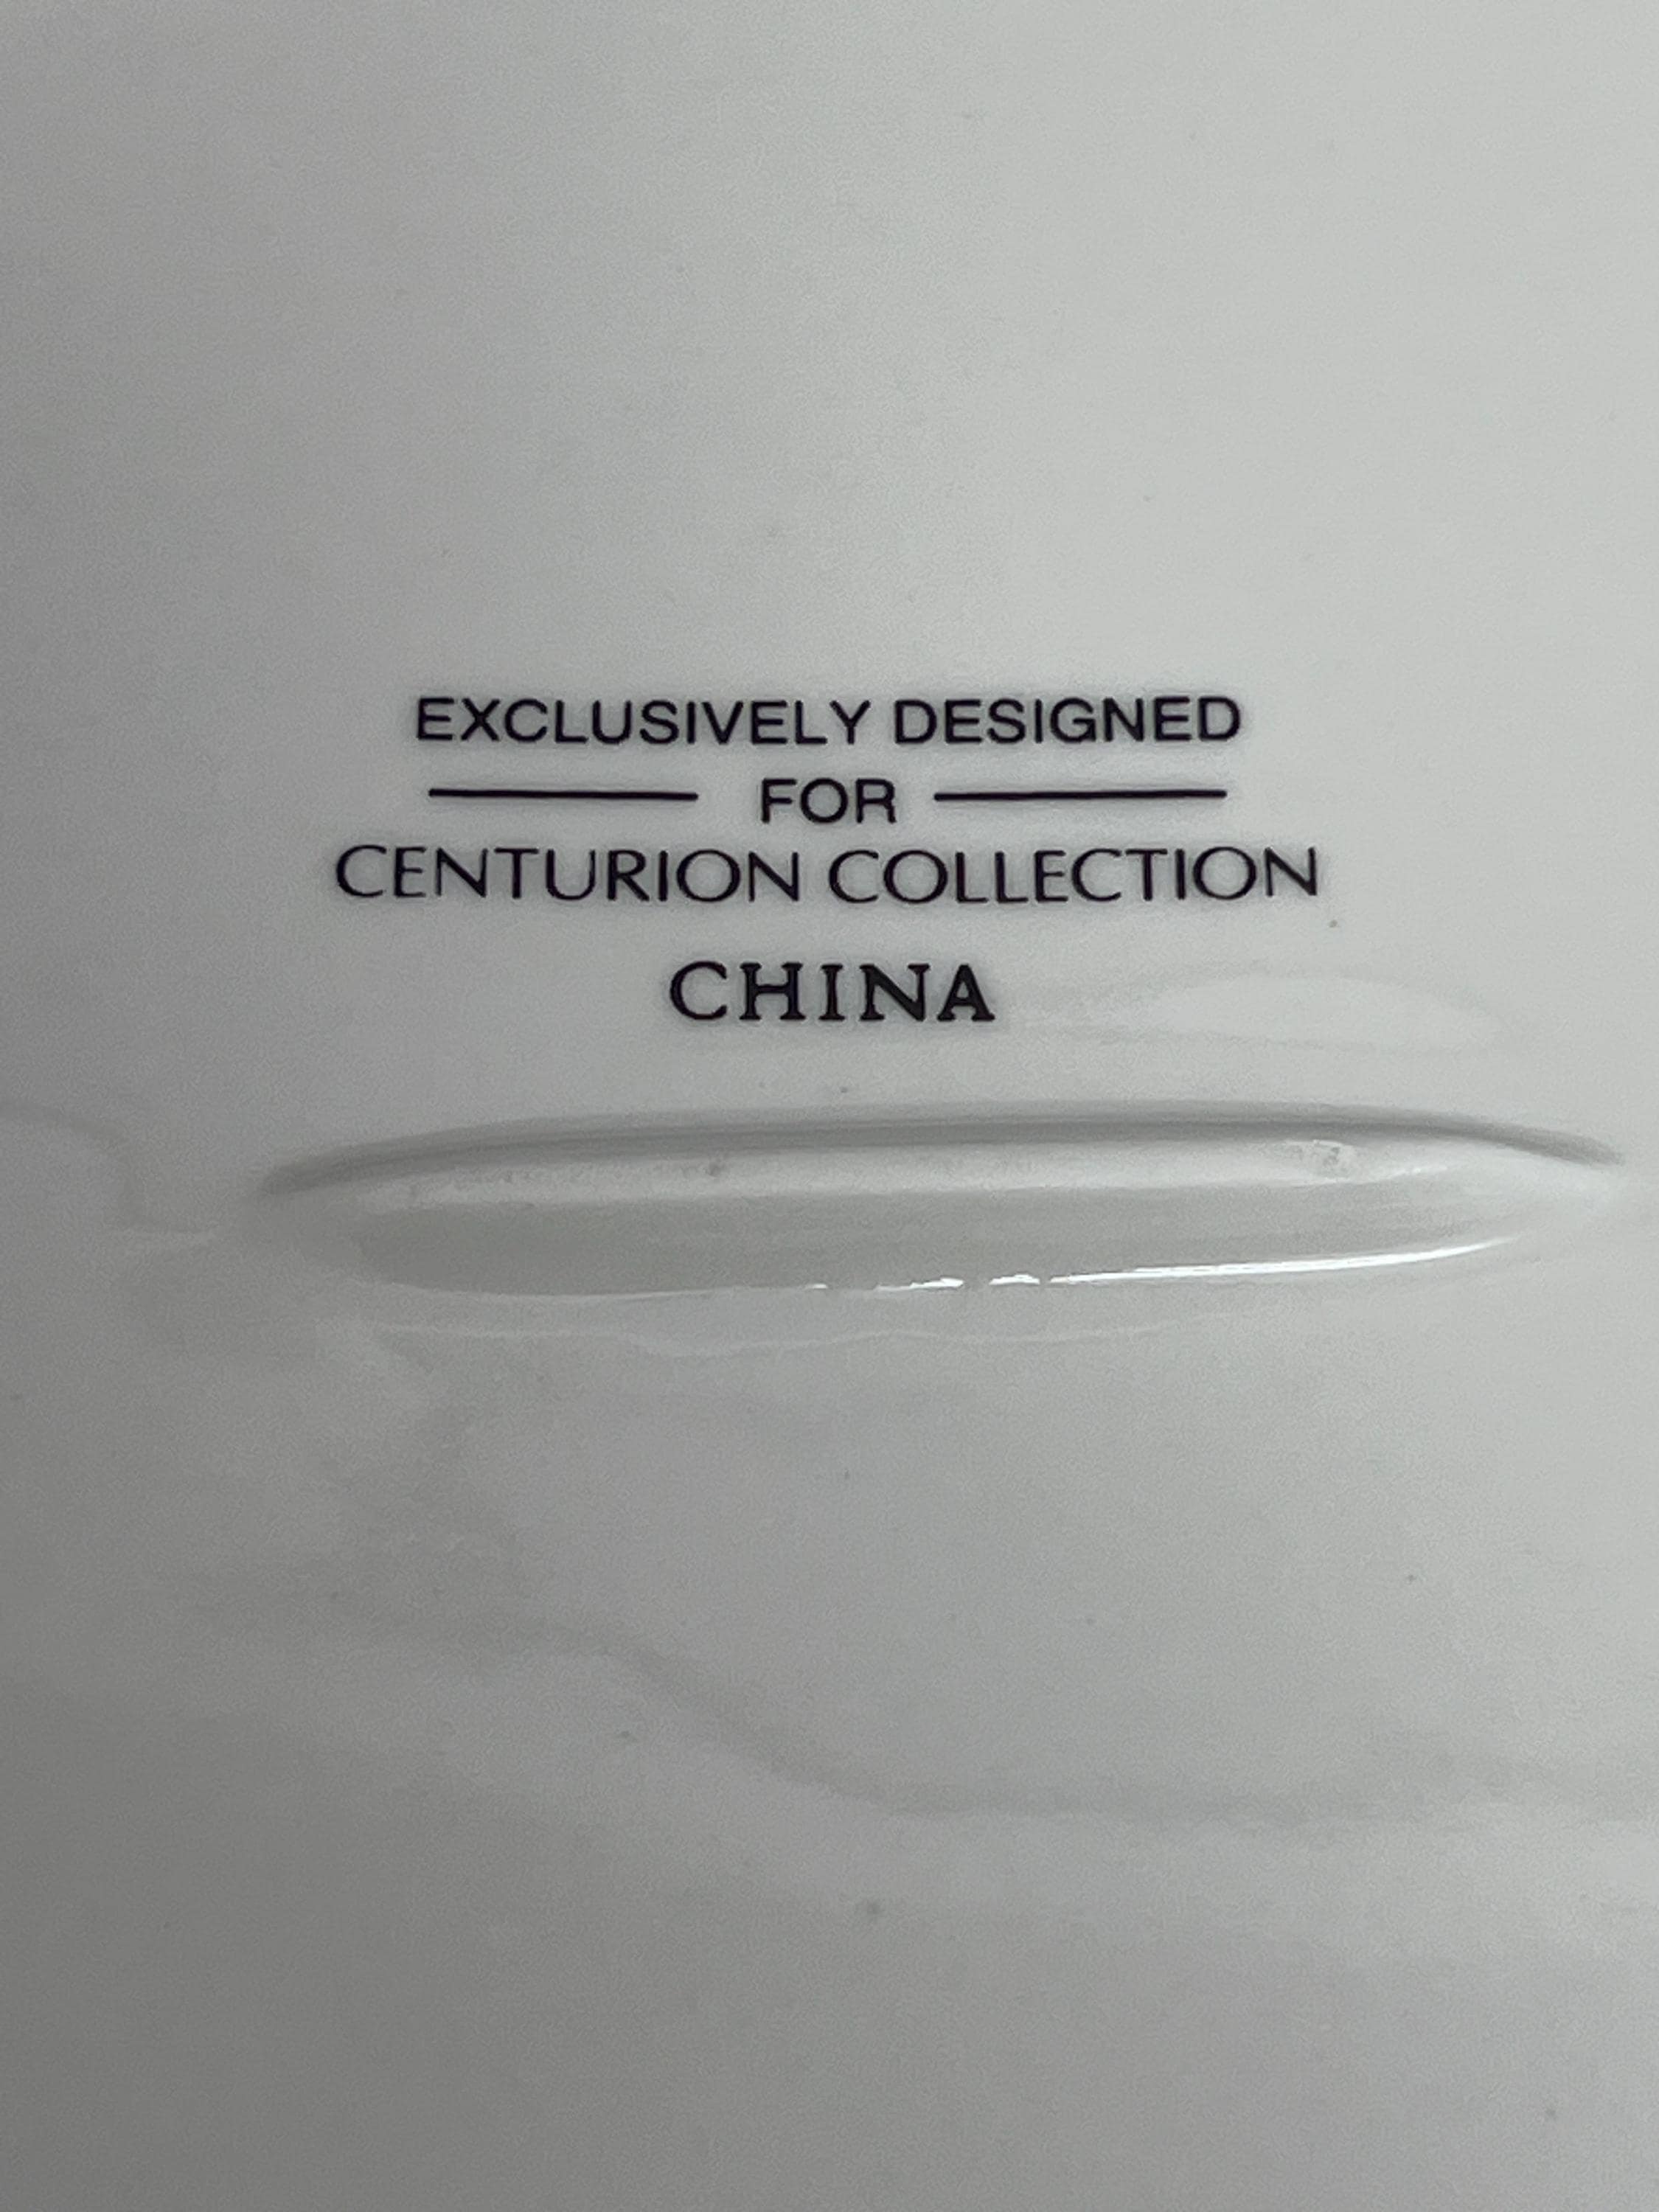 EXCLUSIVELY DESIGNED
FOR
CENTURION COLLECTION
CHINA